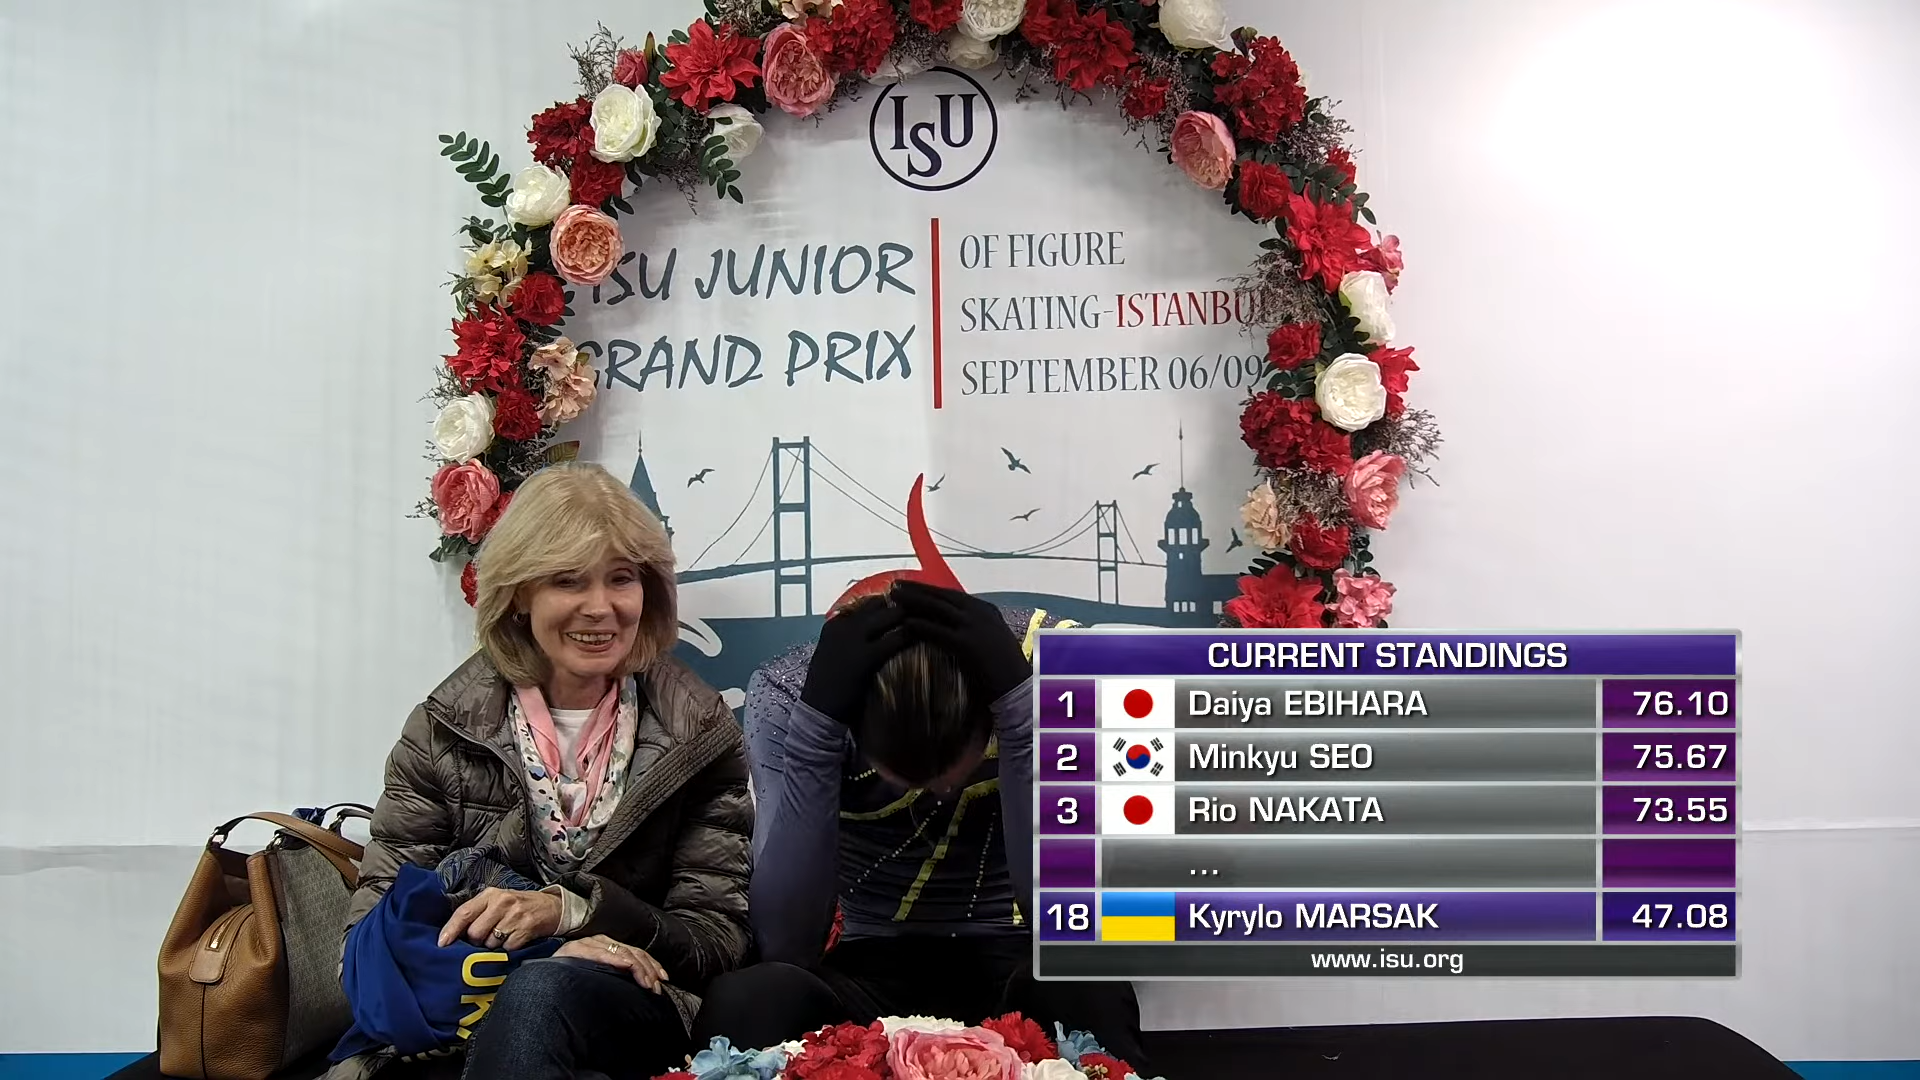 ISU
ISU JUNIOR
GRAND PRIX
OF FIGURE
SKATING-ISTANBUL
SEPTEMBER 06/09
CURRENT STANDINGS
1 Daiya EBIHARA 76.10
2 Minkyu SEO 75.67
3 Rio NAKATA 73.55
...
18 Kyrylo MARSAK 47.08
www.isu.org
UK